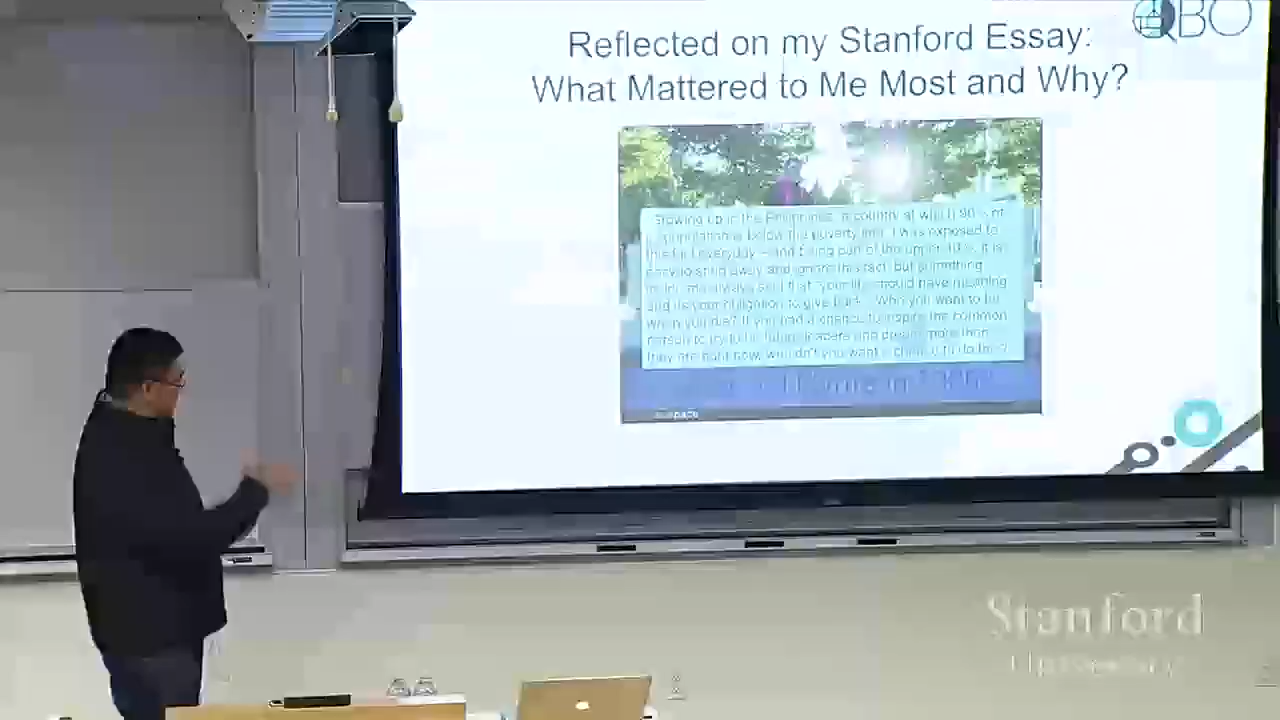 QBO
Reflected on my Stanford Essay:
What Mattered to Me Most and Why?
Growing up in the Philippines, a country at which 90% of
population is below the poverty line, I was exposed to
this everyday – and being part of the upper 10%, it is
easy to shy away and ignore this fact, but something
always said that "your life should have meaning
and its your obligation to give back". Who you want to be
when you die? If you had a chance to inspire the common
person to try to be future leaders and dream more than
they are right now, wouldn't you want a chance to do this?
Stanford
University